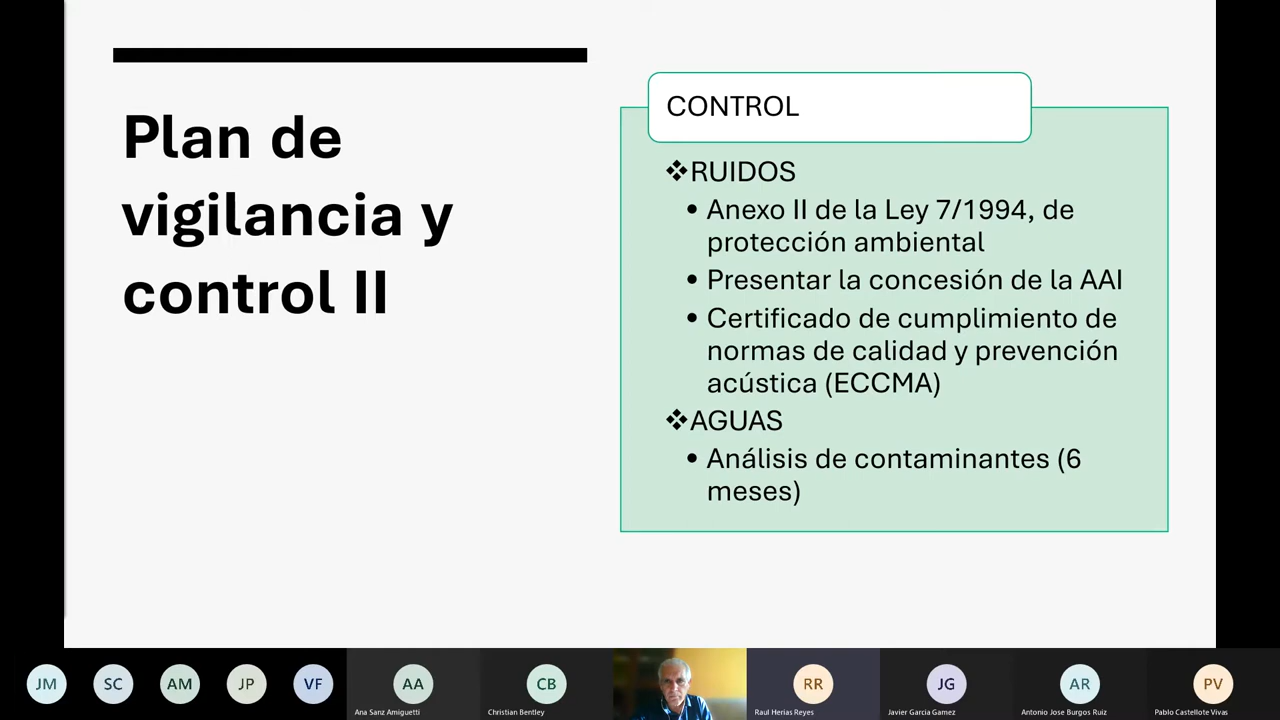 Plan de
vigilancia y
control II
CONTROL
❖RUIDOS
• Anexo II de la Ley 7/1994, de
protección ambiental
• Presentar la concesión de la AAI
• Certificado de cumplimiento de
normas de calidad y prevención
acústica (ECCMA)
❖AGUAS
• Análisis de contaminantes (6
meses)
JM
SC
AM
JP
VF
AA
Ana Sanz Amiguetti
CB
Christian Bentley
RR
Raul Herias Reyes
JG
Javier Garcia Gamez
AR
Antonio Jose Burgos Ruiz
PV
Pablo Castellote Vivas